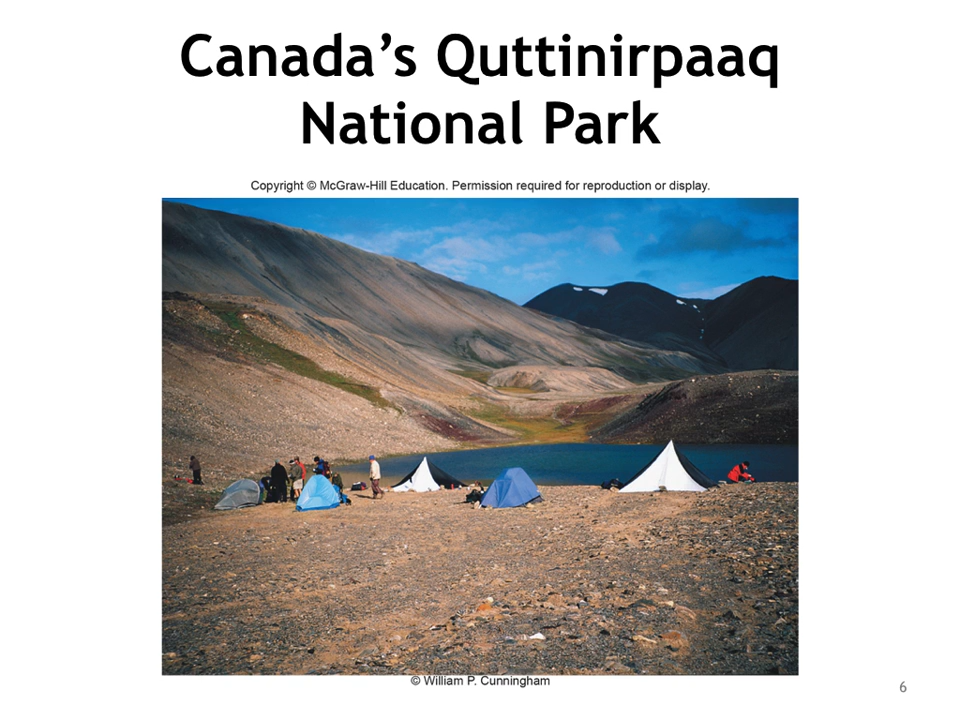 Canada’s Quttinirpaaq
National Park
Copyright © McGraw-Hill Education. Permission required for reproduction or display.
© William P. Cunningham
6